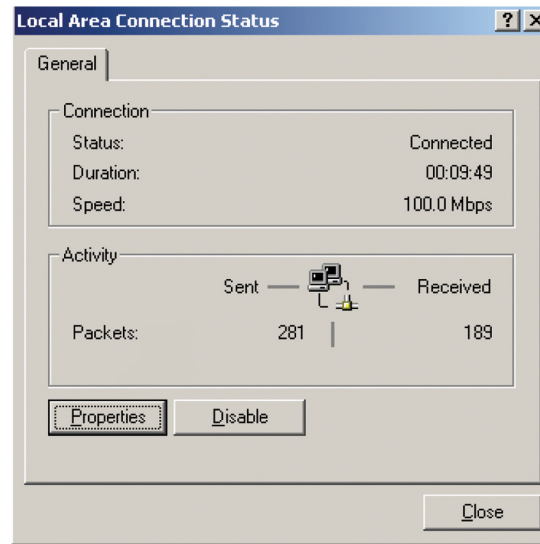 Local Area Connection Status
General
Connection
Status: Connected
Duration: 00:09:49
Speed: 100.0 Mbps
Activity
Sent Received
Packets: 281 189
Properties Disable
Close